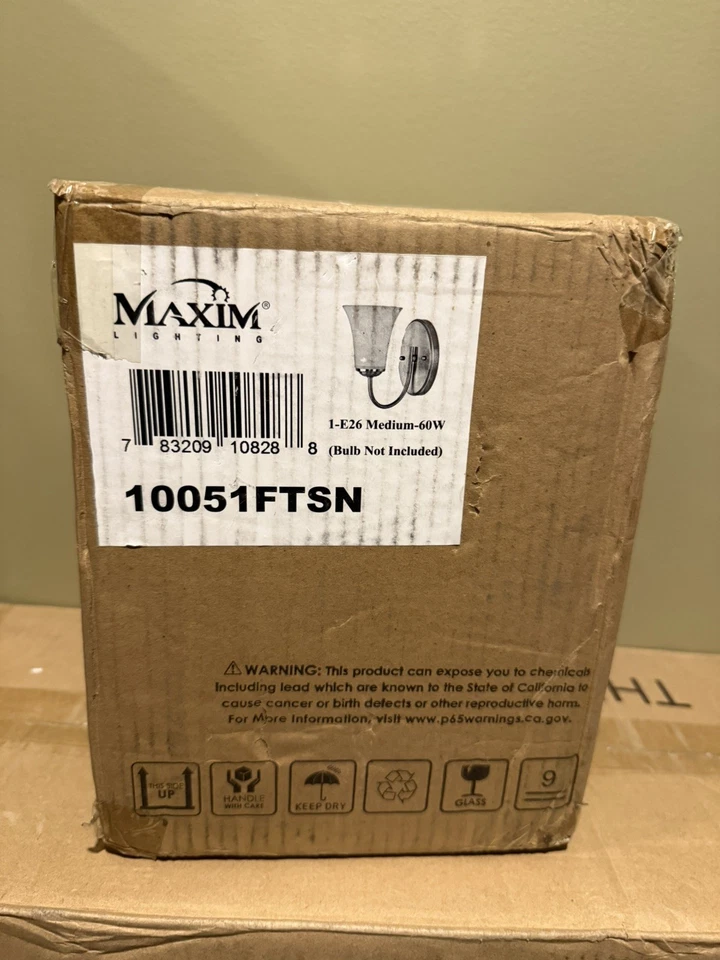 MAXIM®
LIGHTING
7 83209 10828 8
1-E26 Medium-60W
(Bulb Not Included)
10051FTSN
⚠ WARNING: This product can expose you to chemicals
including lead which are known to the State of California to
cause cancer or birth defects or other reproductive harm.
For More Information, visit www.p65warnings.ca.gov.
THIS SIDE
UP
HANDLE
WITH CARE
KEEP DRY
GLASS
9